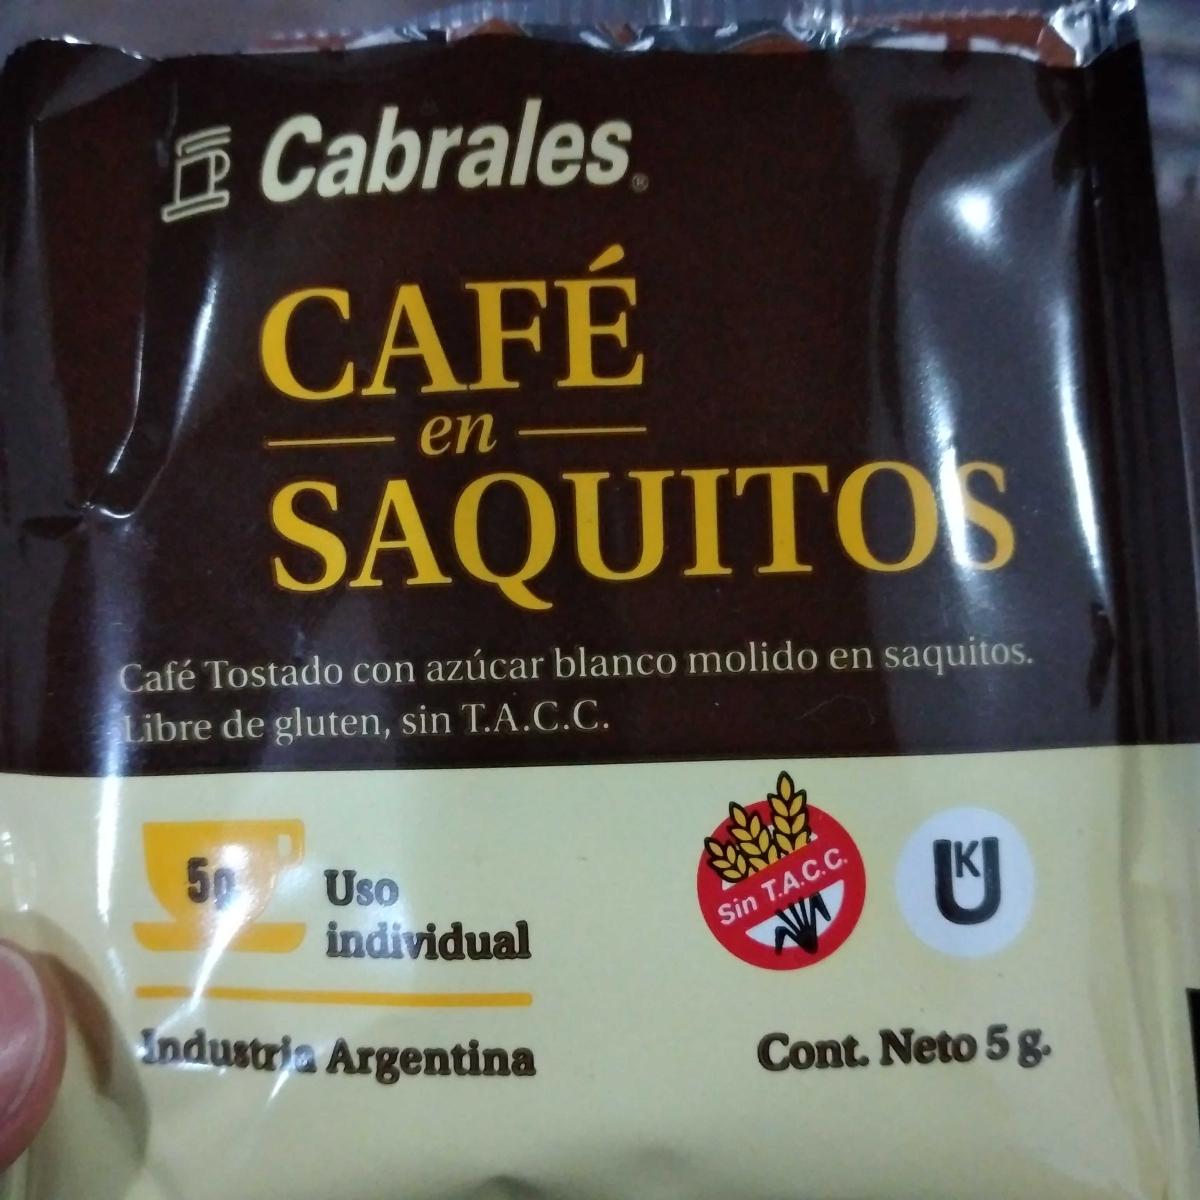 Cabrales®
CAFÉ
en
SAQUITOS
Café Tostado con azúcar blanco molido en saquitos.
Libre de gluten, sin T.A.C.C.
5g
Uso
individual
Sin T.A.C.C.
UK
Industria Argentina
Cont. Neto 5 g.